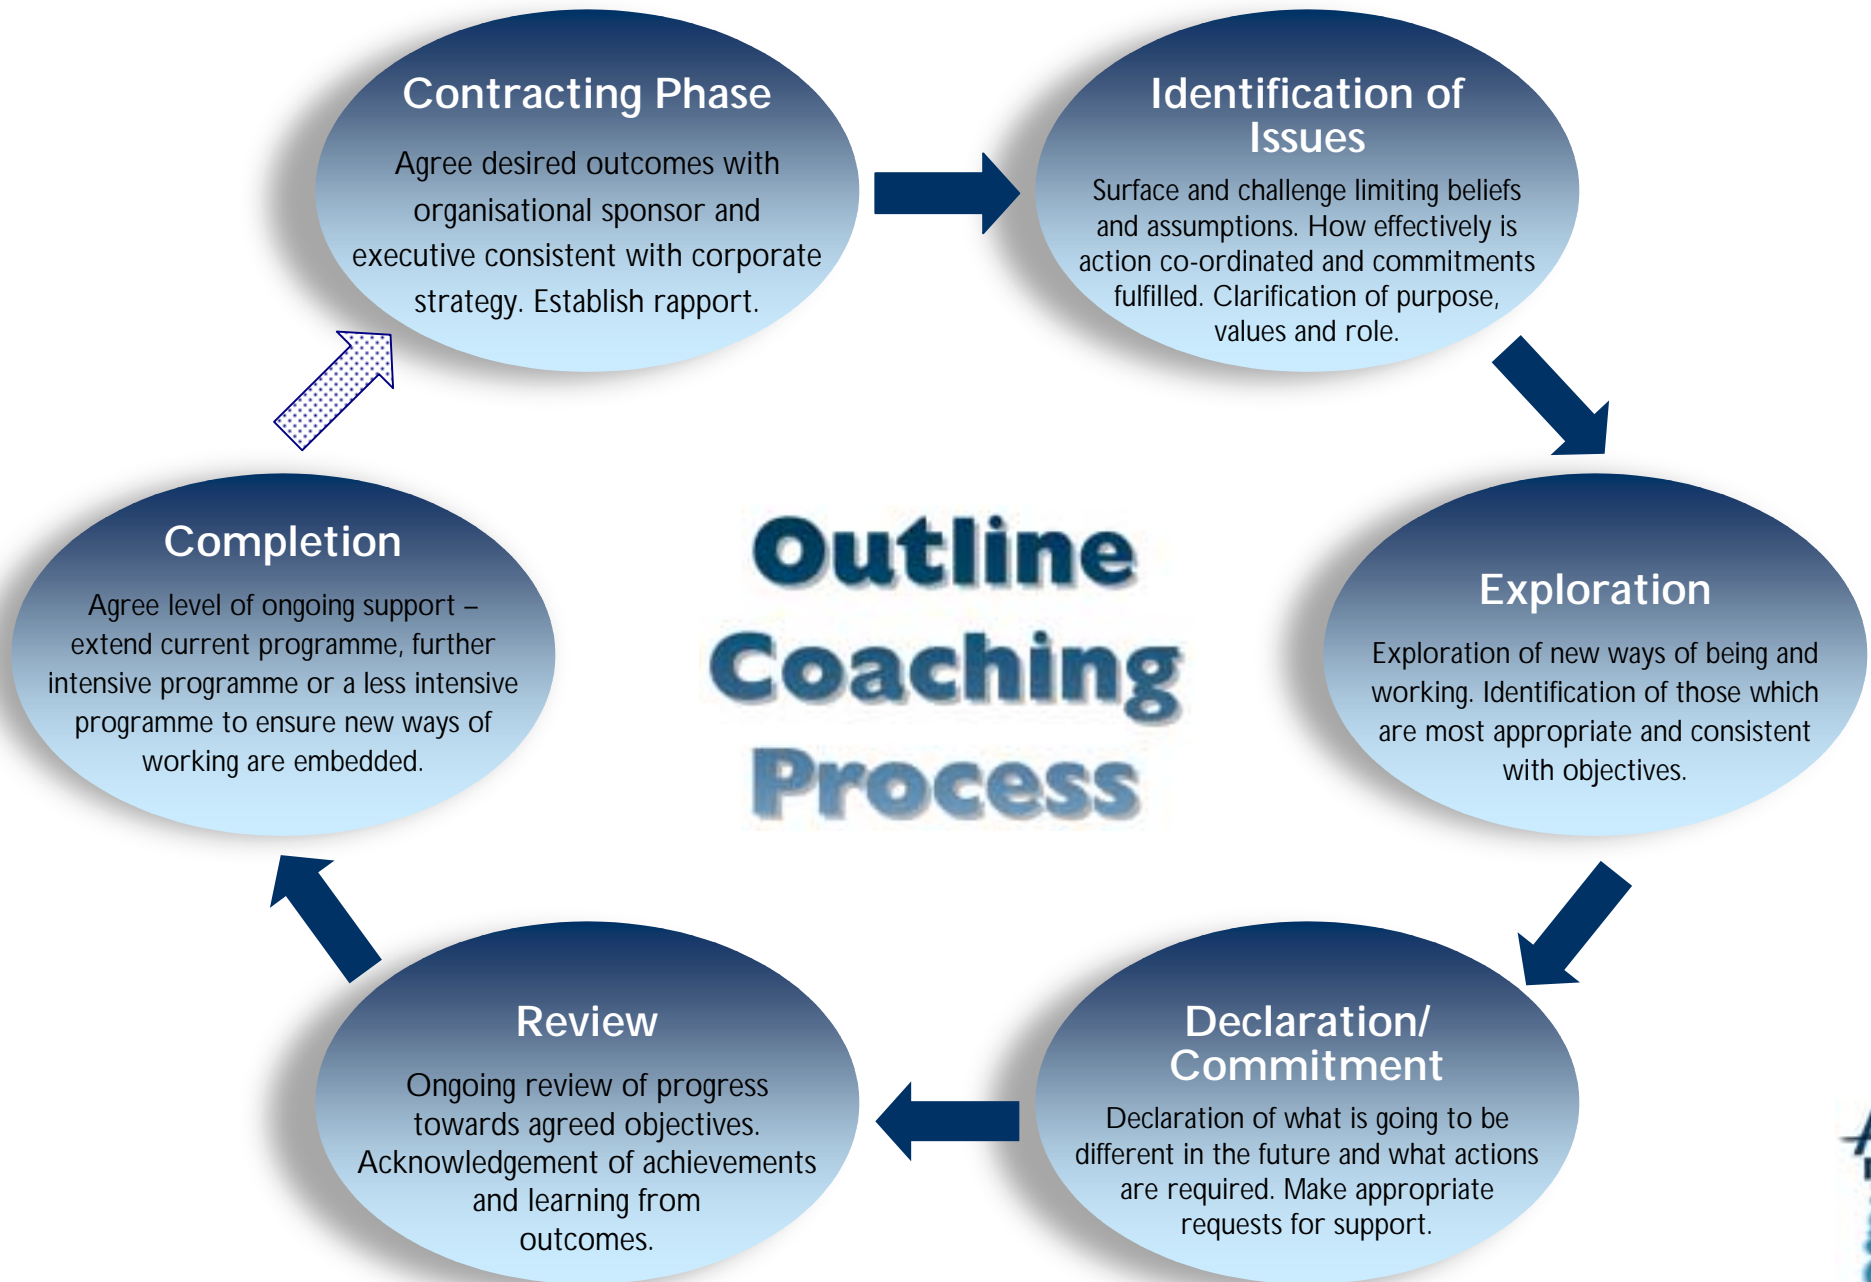 Contracting Phase
Agree desired outcomes with
organisational sponsor and
executive consistent with corporate
strategy. Establish rapport.
Identification of
Issues
Surface and challenge limiting beliefs
and assumptions. How effectively is
action co-ordinated and commitments
fulfilled. Clarification of purpose,
values and role.
Exploration
Exploration of new ways of being and
working. Identification of those which
are most appropriate and consistent
with objectives.
Declaration/
Commitment
Declaration of what is going to be
different in the future and what actions
are required. Make appropriate
requests for support.
Review
Ongoing review of progress
towards agreed objectives.
Acknowledgement of achievements
and learning from
outcomes.
Completion
Agree level of ongoing support –
extend current programme, further
intensive programme or a less intensive
programme to ensure new ways of
working are embedded.
Outline
Coaching
Process